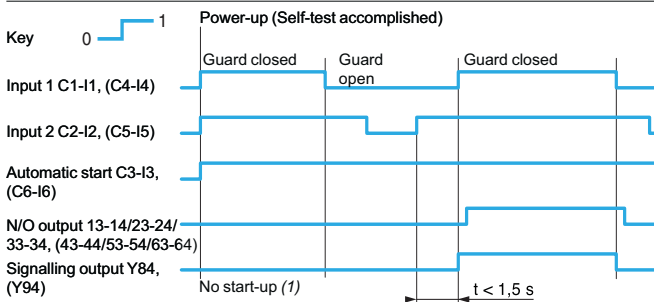 Power-up (Self-test accomplished)
Key
0
1
Guard closed
Guard
open
Guard closed
Input 1 C1-I1, (C4-I4)
Input 2 C2-I2, (C5-I5)
Automatic start C3-I3,
(C6-I6)
N/O output 13-14/23-24/
33-34, (43-44/53-54/63-64)
Signalling output Y84,
(Y94)
No start-up (1)
t < 1,5 s